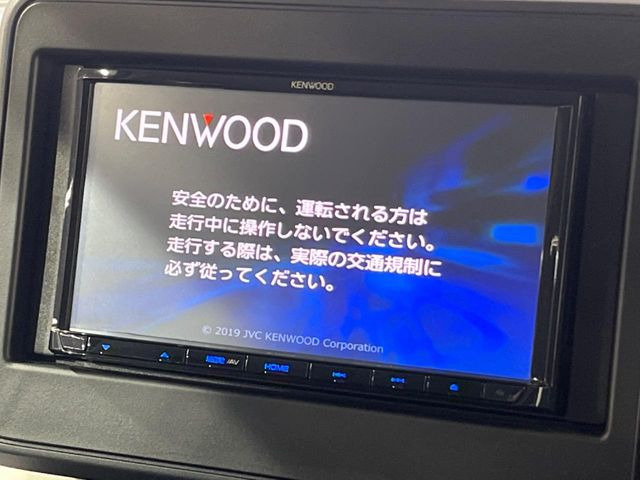 KENWOOD
KENWOOD
安全のために、運転される方は
走行中に操作しないでください。
走行する際は、実際の交通規制に
必ず従ってください。
© 2019 JVC KENWOOD Corporation
/AV
HOME